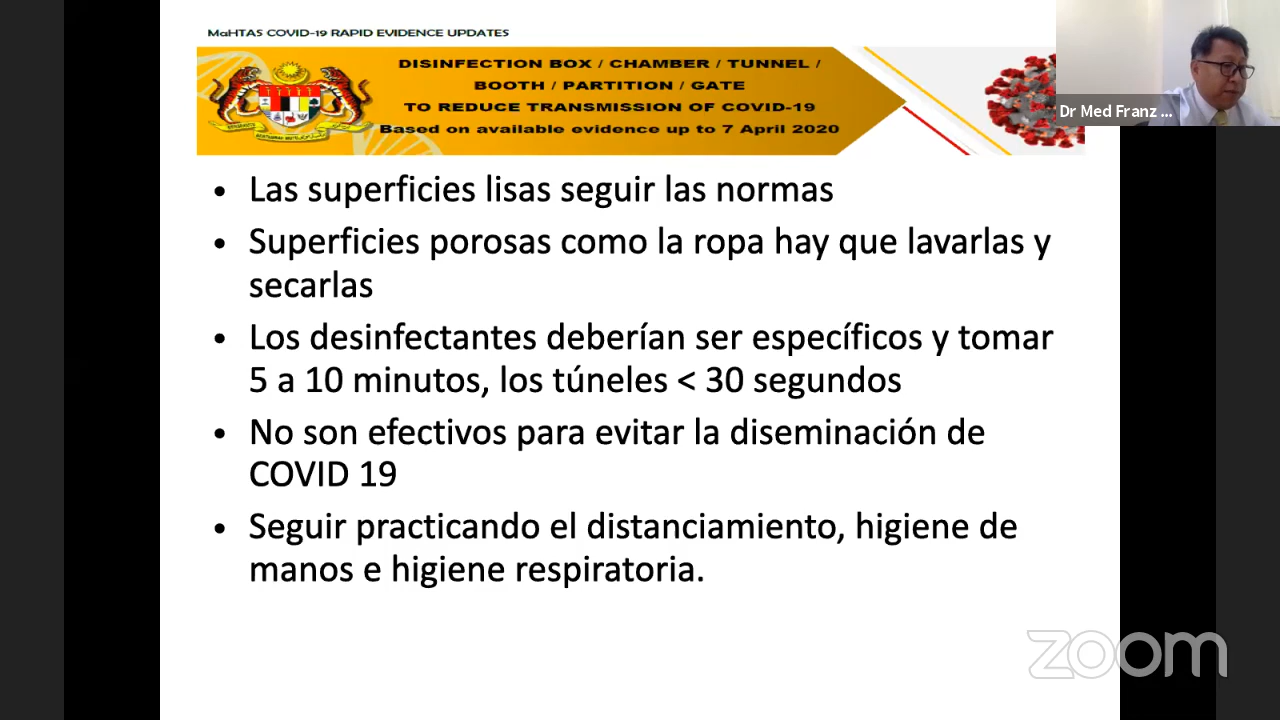 MaHTAS COVID-19 RAPID EVIDENCE UPDATES
DISINFECTION BOX / CHAMBER / TUNNEL /
BOOTH / PARTITION / GATE
TO REDUCE TRANSMISSION OF COVID-19
Based on available evidence up to 7 April 2020
Dr Med Franz ...
• Las superficies lisas seguir las normas
• Superficies porosas como la ropa hay que lavarlas y
secarlas
• Los desinfectantes deberían ser específicos y tomar
5 a 10 minutos, los túneles < 30 segundos
• No son efectivos para evitar la diseminación de
COVID 19
• Seguir practicando el distanciamiento, higiene de
manos e higiene respiratoria.
zoom